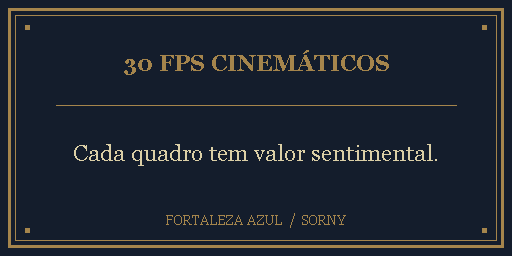 30 FPS CINEMÁTICOS
Cada quadro tem valor sentimental.
FORTALEZA AZUL / SORNY